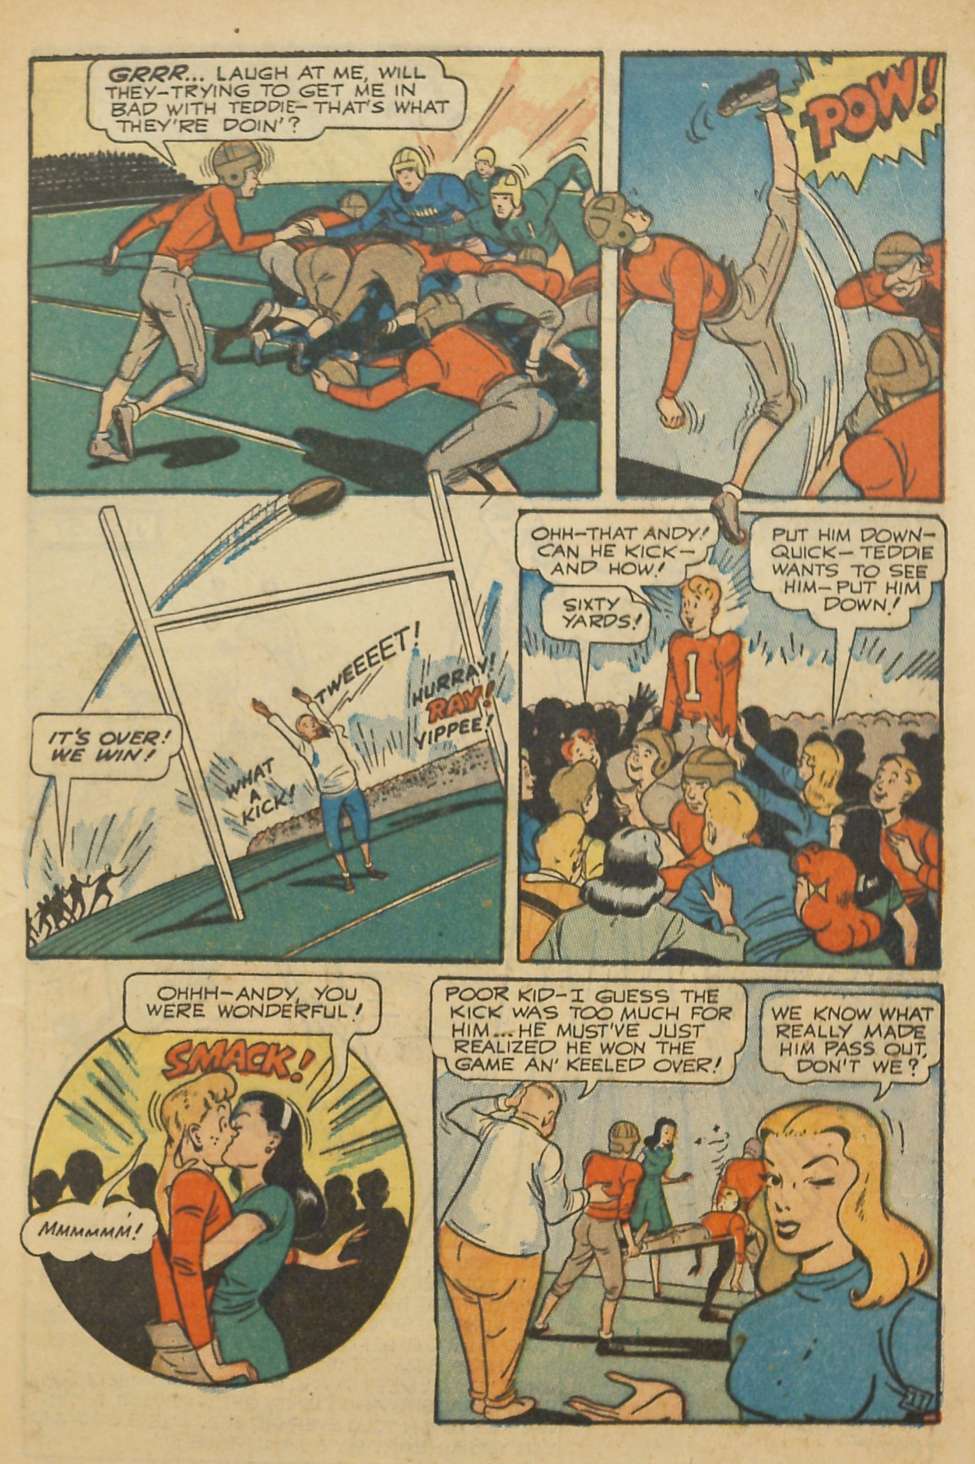 GRRR... LAUGH AT ME, WILL
THEY-TRYING TO GET ME IN
BAD WITH TEDDIE-THAT'S WHAT
THEY'RE DOIN'?
POW!
IT'S OVER!
WE WIN!
WHAT
A
KICK!
TWEEEET!
HURRAY!
RAY!
YIPPEE!
OHH-THAT ANDY!
CAN HE KICK-
AND HOW!
SIXTY
YARDS!
PUT HIM DOWN-
QUICK-TEDDIE
WANTS TO SEE
HIM-PUT HIM
DOWN!
1
OHHH-ANDY, YOU
WERE WONDERFUL!
SMACK!
MMMMMMM!
POOR KID-I GUESS THE
KICK WAS TOO MUCH FOR
HIM... HE MUST'VE JUST
REALIZED HE WON THE
GAME AN' KEELED OVER!
WE KNOW WHAT
REALLY MADE
HIM PASS OUT,
DON'T WE?